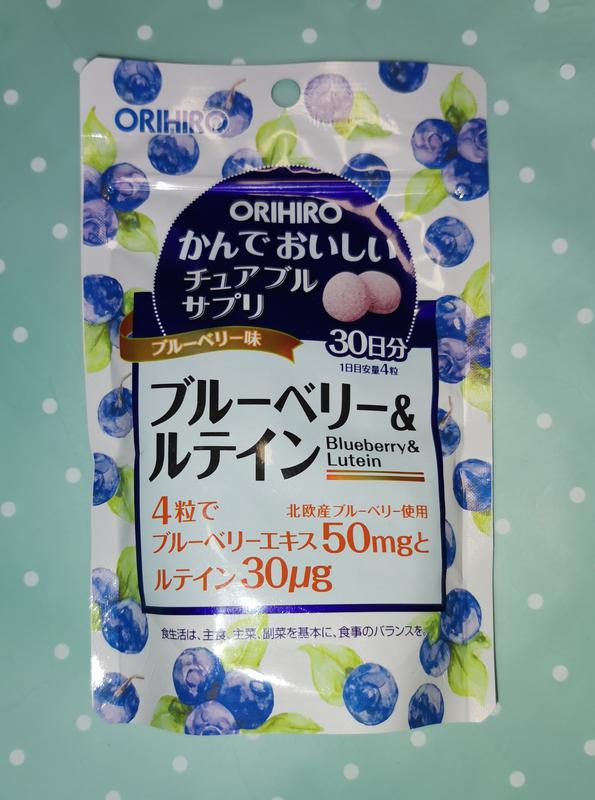 ORIHIRO
ORIHIRO
かんでおいしい
チュアブル
サプリ
ブルーベリー味
30日分
1日目安量4粒
ブルーベリー&
ルテイン
Blueberry&
Lutein
4粒で
北欧産ブルーベリー使用
ブルーベリーエキス50mgと
ルテイン30μg
食生活は、主食、主菜、副菜を基本に、食事のバランスを。